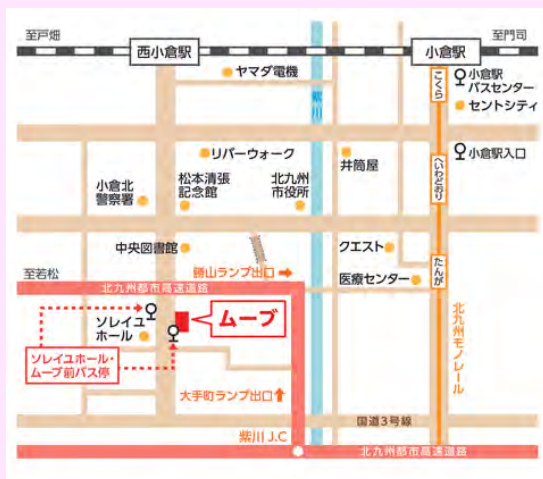 至戸畑
至門司
西小倉駅
小倉駅
ヤマダ電機
紫川
こくら
小倉駅
バスセンター
セントシティ
リバーウォーク
井筒屋
へいわどおり
小倉駅入口
小倉北
警察署
松本清張
記念館
北九州
市役所
中央図書館
クエスト
たんが
至若松
勝山ランプ出口
医療センター
北九州都市高速道路
ソレイユ
ホール
ムーブ
北九州モノレール
ソレイユホール・
ムーブ前バス停
大手町ランプ出口
国道3号線
紫川 J.C
北九州都市高速道路